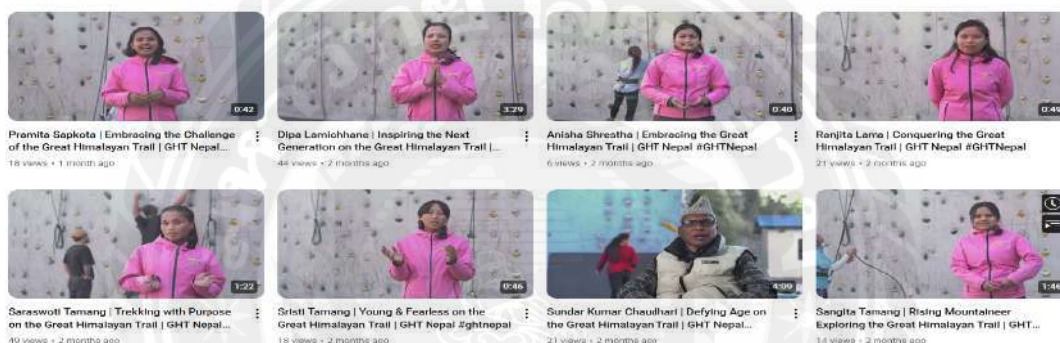 0:42
3:29
0:40
0:49
Pramita Sapkota | Embracing the Challenge
of the Great Himalayan Trail | GHT Nepal...
18 views • 1 month ago
Dipa Lamichhane | Inspiring the Next
Generation on the Great Himalayan Trail |...
44 views • 2 months ago
Anisha Shrestha | Embracing the Great
Himalayan Trail | GHT Nepal #GHTNepal
6 views • 2 months ago
Ranjita Lama | Conquering the Great
Himalayan Trail | GHT Nepal #GHTNepal
21 views • 2 months ago
1:22
0:46
4:09
1:46
Saraswoti Tamang | Trekking with Purpose
on the Great Himalayan Trail | GHT Nepal...
49 views • 2 months ago
Sristi Tamang | Young & Fearless on the
Great Himalayan Trail | GHT Nepal #ghtnepal
18 views • 2 months ago
Sundar Kumar Chaudhari | Defying Age on
the Great Himalayan Trail | GHT Nepal...
21 views • 2 months ago
Sangita Tamang | Rising Mountaineer
Exploring the Great Himalayan Trail | GHT...
14 views • 2 months ago